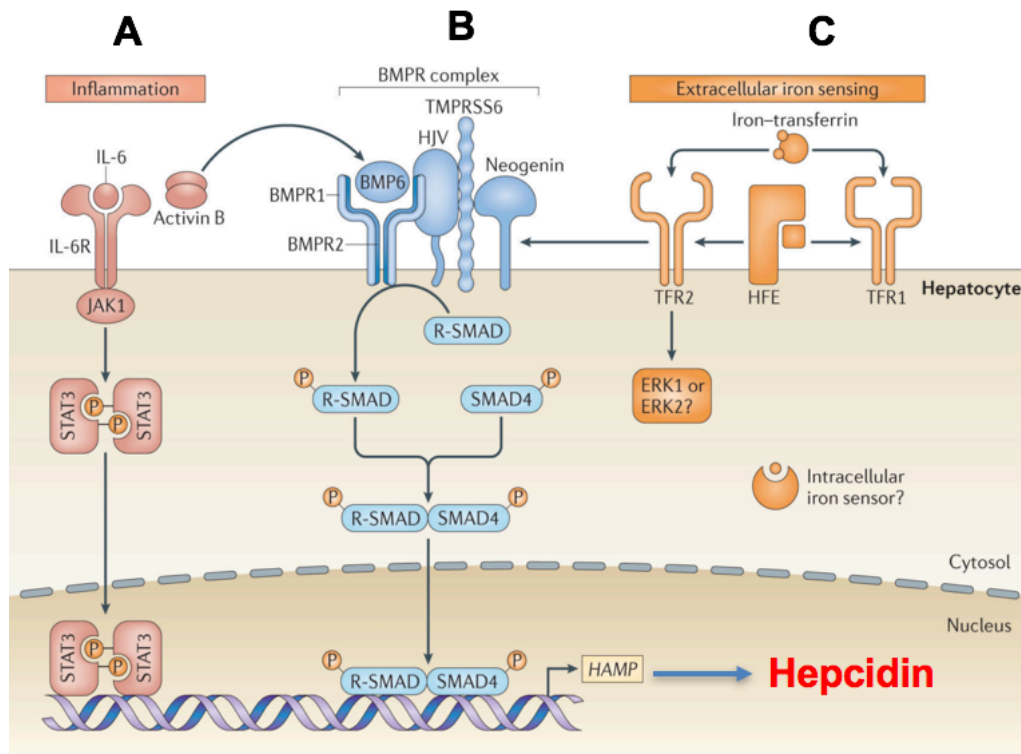 A
B
C
Inflammation
BMPR complex
Extracellular iron sensing
TMPRSS6
HJV
Iron–transferrin
IL-6
Neogenin
BMP6
BMPR1
Activin B
IL-6R
BMPR2
JAK1
TFR2
HFE
TFR1
Hepatocyte
R-SMAD
P
R-SMAD
SMAD4
P
ERK1 or
ERK2?
STAT3
P
P
STAT3
Intracellular
iron sensor?
P
R-SMAD
SMAD4
P
Cytosol
Nucleus
STAT3
P
P
STAT3
P
R-SMAD
SMAD4
P
HAMP
Hepcidin